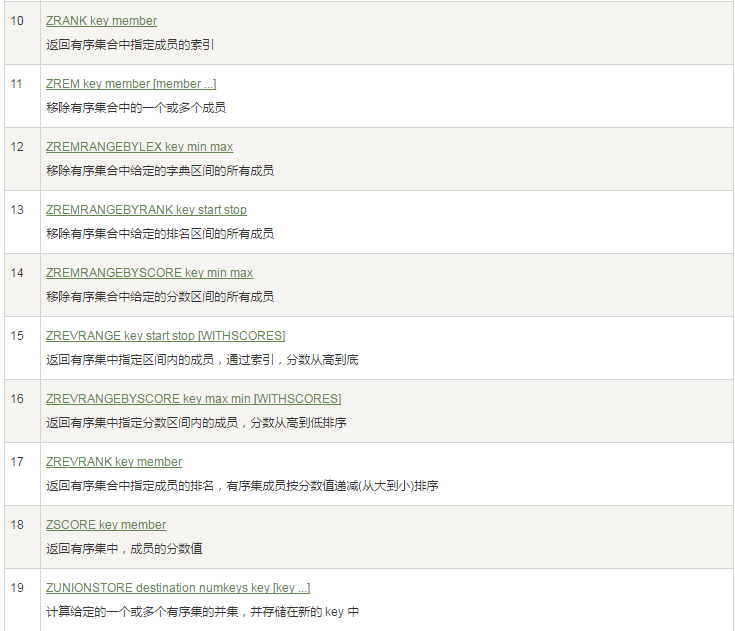 10
ZRANK key member
返回有序集合中指定成员的索引
11
ZREM key member [member ...]
移除有序集合中的一个或多个成员
12
ZREMRANGEBYLEX key min max
移除有序集合中给定的字典区间的所有成员
13
ZREMRANGEBYRANK key start stop
移除有序集合中给定的排名区间的所有成员
14
ZREMRANGEBYSCORE key min max
移除有序集合中给定的分数区间的所有成员
15
ZREVRANGE key start stop [WITHSCORES]
返回有序集中指定区间内的成员，通过索引，分数从高到底
16
ZREVRANGEBYSCORE key max min [WITHSCORES]
返回有序集中指定分数区间内的成员，分数从高到低排序
17
ZREVRANK key member
返回有序集合中指定成员的排名，有序集成员按分数值递减(从大到小)排序
18
ZSCORE key member
返回有序集中，成员的分数值
19
ZUNIONSTORE destination numkeys key [key ...]
计算给定的一个或多个有序集的并集，并存储在新的 key 中